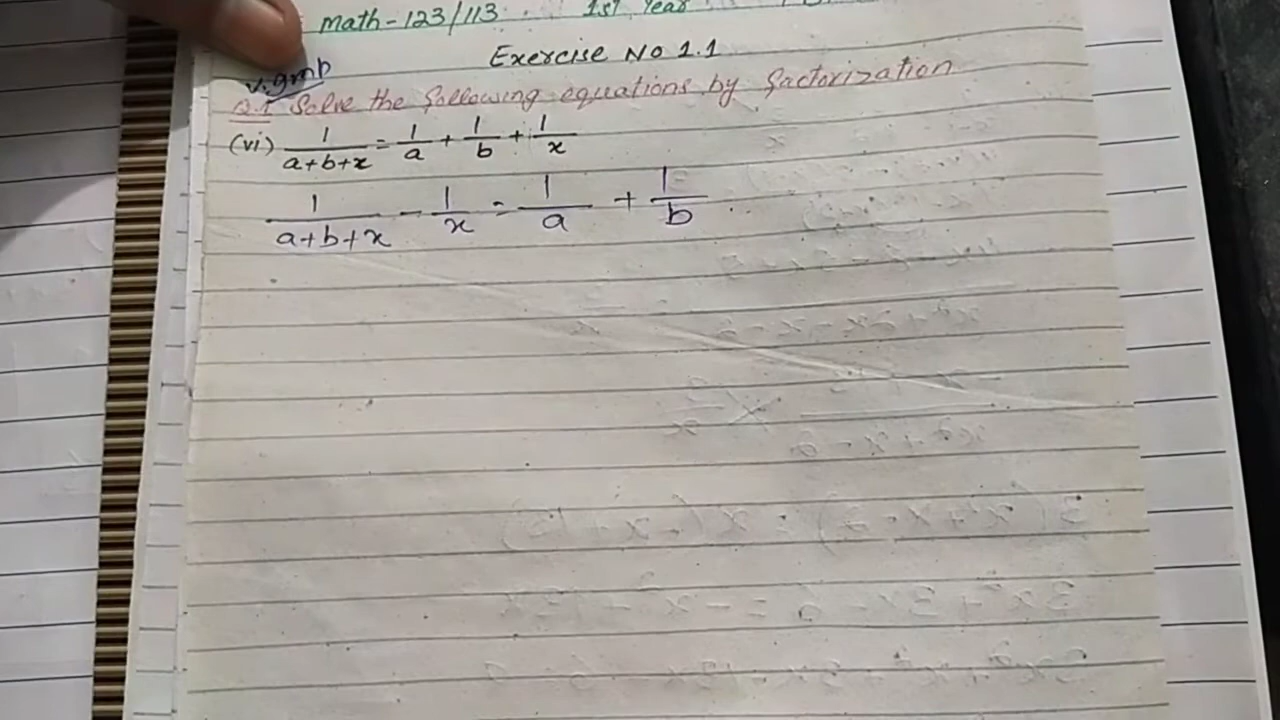 math-123/113. 1st Year
Exercise No 1.1
v.gmb
Q.1 Solve the following equations by factorization
(vi) 1/(a+b+x) = 1/a + 1/b + 1/x
1/(a+b+x) - 1/x = 1/a + 1/b